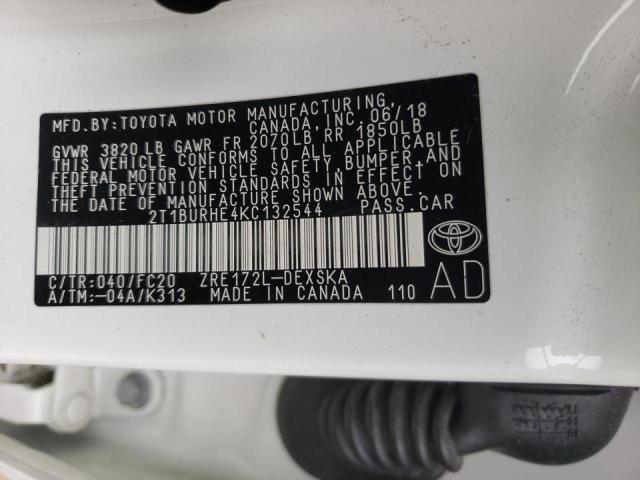 MFD.BY:TOYOTA MOTOR MANUFACTURING,
CANADA, INC. 06/18
GVWR 3820 LB GAWR FR 2070LB RR 1850LB
THIS VEHICLE CONFORMS TO ALL APPLICABLE
FEDERAL MOTOR VEHICLE SAFETY, BUMPER, AND
THEFT PREVENTION STANDARDS IN EFFECT
ON THE DATE OF MANUFACTURE SHOWN ABOVE.
2T1BURHE4KC132544 PASS.CAR
C/TR:040/FC20 ZRE172L-DEXSKA
A/TM:-04A/K313 MADE IN CANADA 110
AD